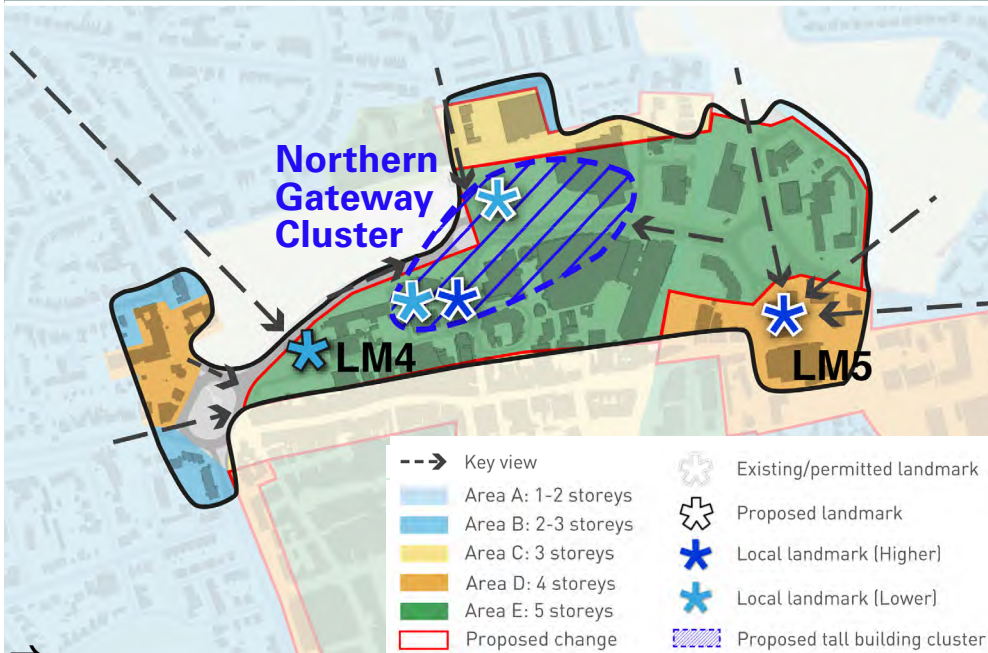 Northern
Gateway
Cluster
LM4
LM5
Key view
Area A: 1-2 storeys
Area B: 2-3 storeys
Area C: 3 storeys
Area D: 4 storeys
Area E: 5 storeys
Proposed change
Existing/permitted landmark
Proposed landmark
Local landmark (Higher)
Local landmark (Lower)
Proposed tall building cluster